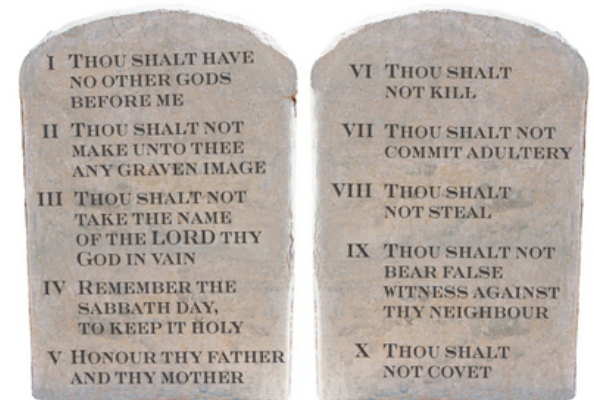 I THOU SHALT HAVE
NO OTHER GODS
BEFORE ME
II THOU SHALT NOT
MAKE UNTO THEE
ANY GRAVEN IMAGE
III THOU SHALT NOT
TAKE THE NAME
OF THE LORD THY
GOD IN VAIN
IV REMEMBER THE
SABBATH DAY,
TO KEEP IT HOLY
V HONOUR THY FATHER
AND THY MOTHER
VI THOU SHALT
NOT KILL
VII THOU SHALT NOT
COMMIT ADULTERY
VIII THOU SHALT
NOT STEAL
IX THOU SHALT NOT
BEAR FALSE
WITNESS AGAINST
THY NEIGHBOUR
X THOU SHALT
NOT COVET